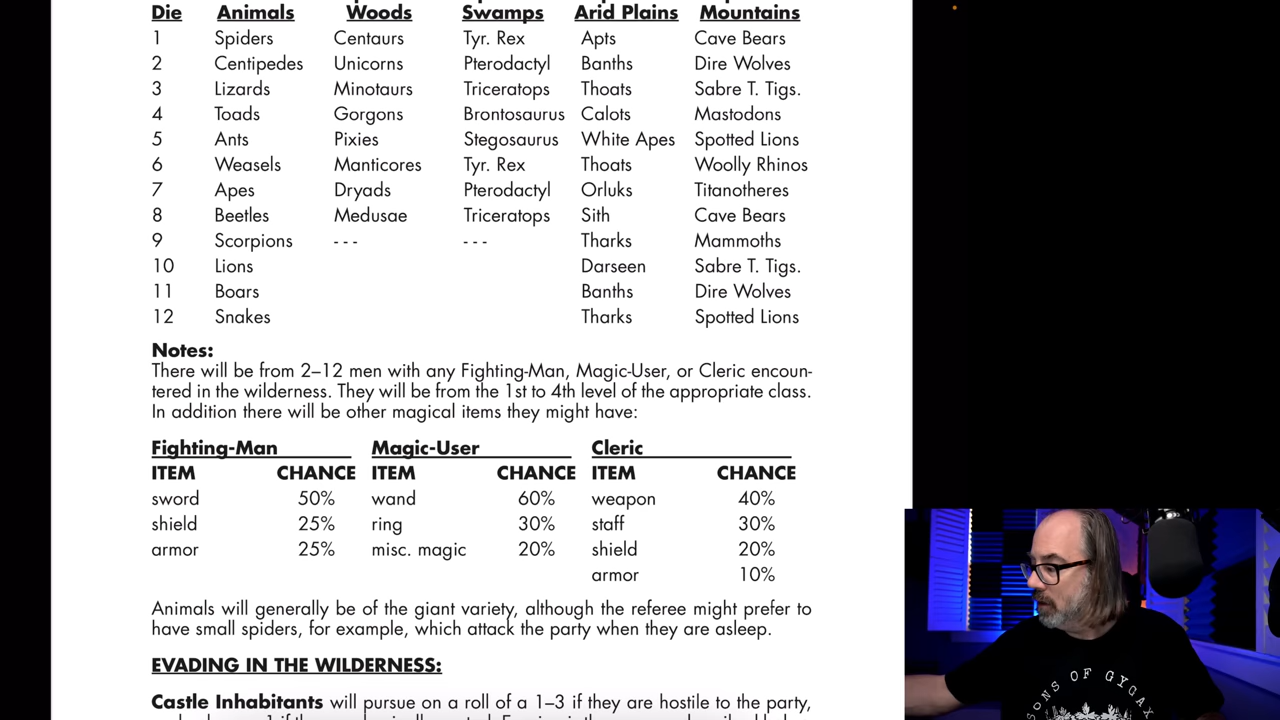 Die Animals Woods Swamps Arid Plains Mountains
1 Spiders Centaurs Tyr. Rex Apts Cave Bears
2 Centipedes Unicorns Pterodactyl Banths Dire Wolves
3 Lizards Minotaurs Triceratops Thoats Sabre T. Tigs.
4 Toads Gorgons Brontosaurus Calots Mastodons
5 Ants Pixies Stegosaurus White Apes Spotted Lions
6 Weasels Manticores Tyr. Rex Thoats Woolly Rhinos
7 Apes Dryads Pterodactyl Orluks Titanotheres
8 Beetles Medusae Triceratops Sith Cave Bears
9 Scorpions - - - - - - Tharks Mammoths
10 Lions Darseen Sabre T. Tigs.
11 Boars Banths Dire Wolves
12 Snakes Tharks Spotted Lions
Notes:
There will be from 2–12 men with any Fighting-Man, Magic-User, or Cleric encoun-
tered in the wilderness. They will be from the 1st to 4th level of the appropriate class.
In addition there will be other magical items they might have:
Fighting-Man Magic-User Cleric
ITEM CHANCE ITEM CHANCE ITEM CHANCE
sword 50% wand 60% weapon 40%
shield 25% ring 30% staff 30%
armor 25% misc. magic 20% shield 20%
armor 10%
Animals will generally be of the giant variety, although the referee might prefer to
have small spiders, for example, which attack the party when they are asleep.
EVADING IN THE WILDERNESS:
Castle Inhabitants will pursue on a roll of a 1–3 if they are hostile to the party,
SONS OF GYGAX